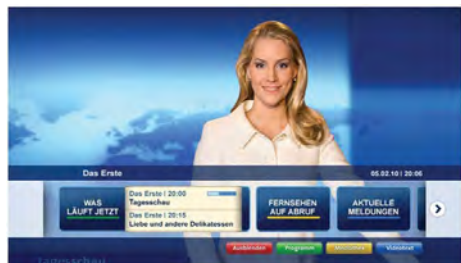 Das Erste
05.02.10 | 20:06
WAS
LÄUFT JETZT
Das Erste | 20:00
Tagesschau
Das Erste | 20:15
Liebe und andere Delikatessen
FERNSEHEN
AUF ABRUF
AKTUELLE
MELDUNGEN
Ausblenden
Programm
Videotext
Tagesschau